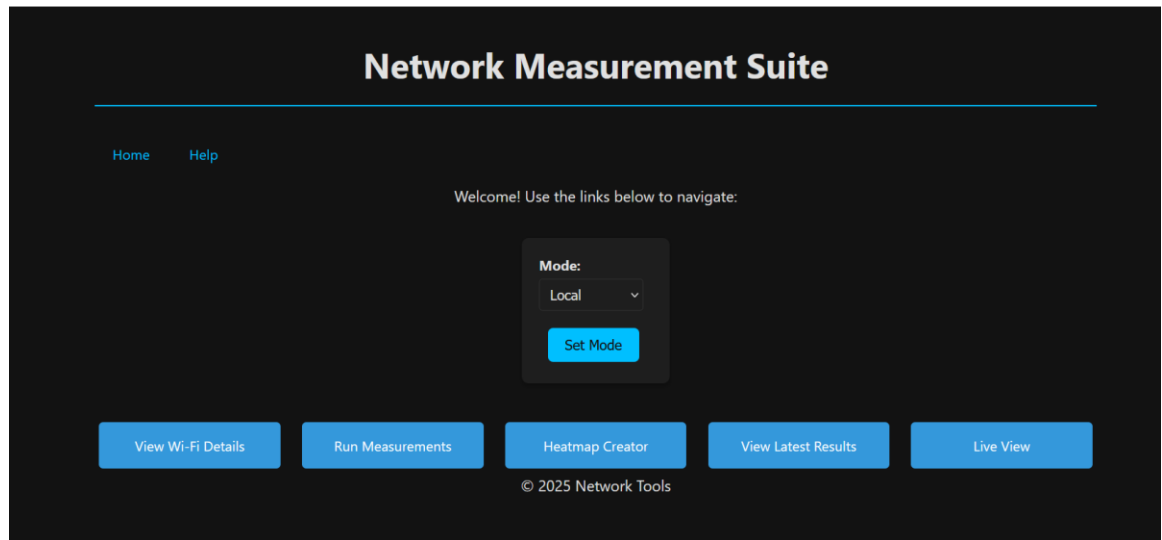 Network Measurement Suite
Home Help
Welcome! Use the links below to navigate:
Mode:
Local
Set Mode
View Wi-Fi Details Run Measurements Heatmap Creator View Latest Results Live View
© 2025 Network Tools